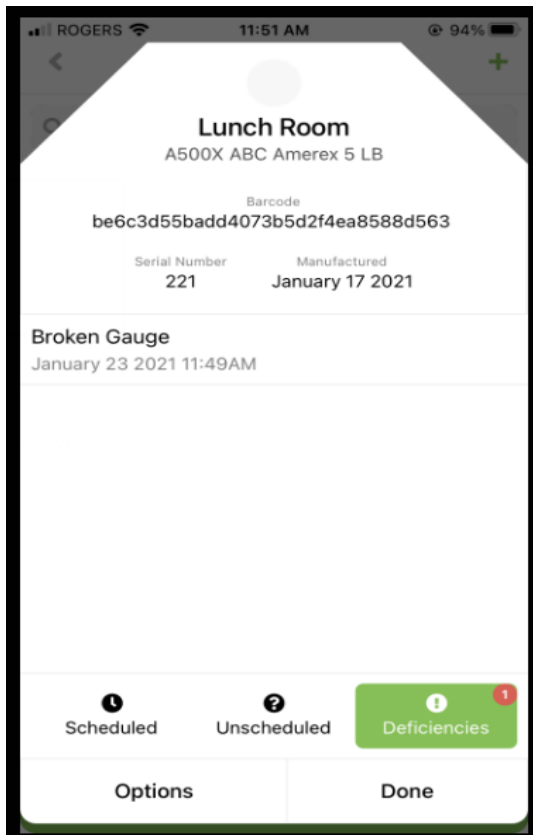 ROGERS 11:51 AM 94%
Lunch Room
A500X ABC Amerex 5 LB
Barcode
be6c3d55badd4073b5d2f4ea8588d563
Serial Number Manufactured
221 January 17 2021
Broken Gauge
January 23 2021 11:49AM
1
Scheduled Unscheduled Deficiencies
Options Done